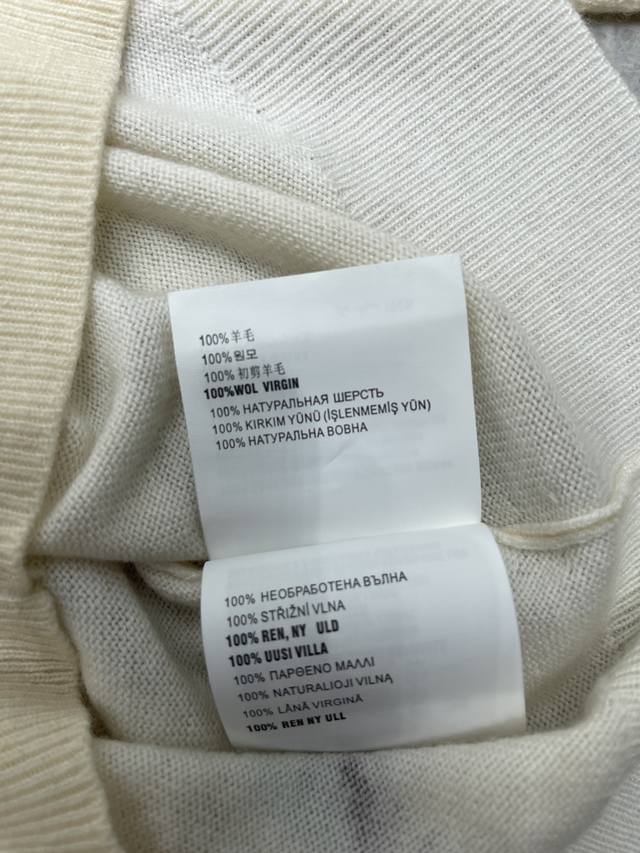 100%羊毛
100%원모
100%初剪羊毛
100%WOL VIRGIN
100% НАТУРАЛЬНАЯ ШЕРСТЬ
100% KIRKIM YÜNÜ (İŞLENMEMİŞ YÜN)
100% НАТУРАЛЬНА ВОВНА
100% НЕОБРАБОТЕНА ВЪЛНА
100% STŘIŽNÍ VLNA
100% REN, NY ULD
100% UUSI VILLA
100% ΠΑΡΘΕΝΟ ΜΑΛΛΙ
100% NATURALIOJI VILNĄ
100% LÂNĂ VIRGINĂ
100% REN NY ULL